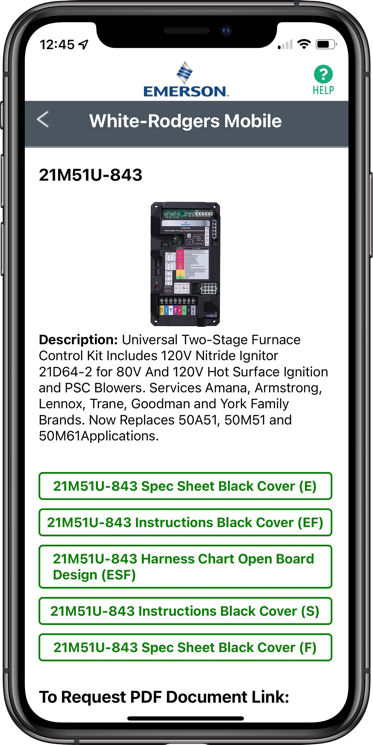 12:45
EMERSON
HELP
White-Rodgers Mobile
21M51U-843
Description: Universal Two-Stage Furnace
Control Kit Includes 120V Nitride Ignitor
21D64-2 for 80V And 120V Hot Surface Ignition
and PSC Blowers. Services Amana, Armstrong,
Lennox, Trane, Goodman and York Family
Brands. Now Replaces 50A51, 50M51 and
50M61Applications.
21M51U-843 Spec Sheet Black Cover (E)
21M51U-843 Instructions Black Cover (EF)
21M51U-843 Harness Chart Open Board
Design (ESF)
21M51U-843 Instructions Black Cover (S)
21M51U-843 Spec Sheet Black Cover (F)
To Request PDF Document Link: